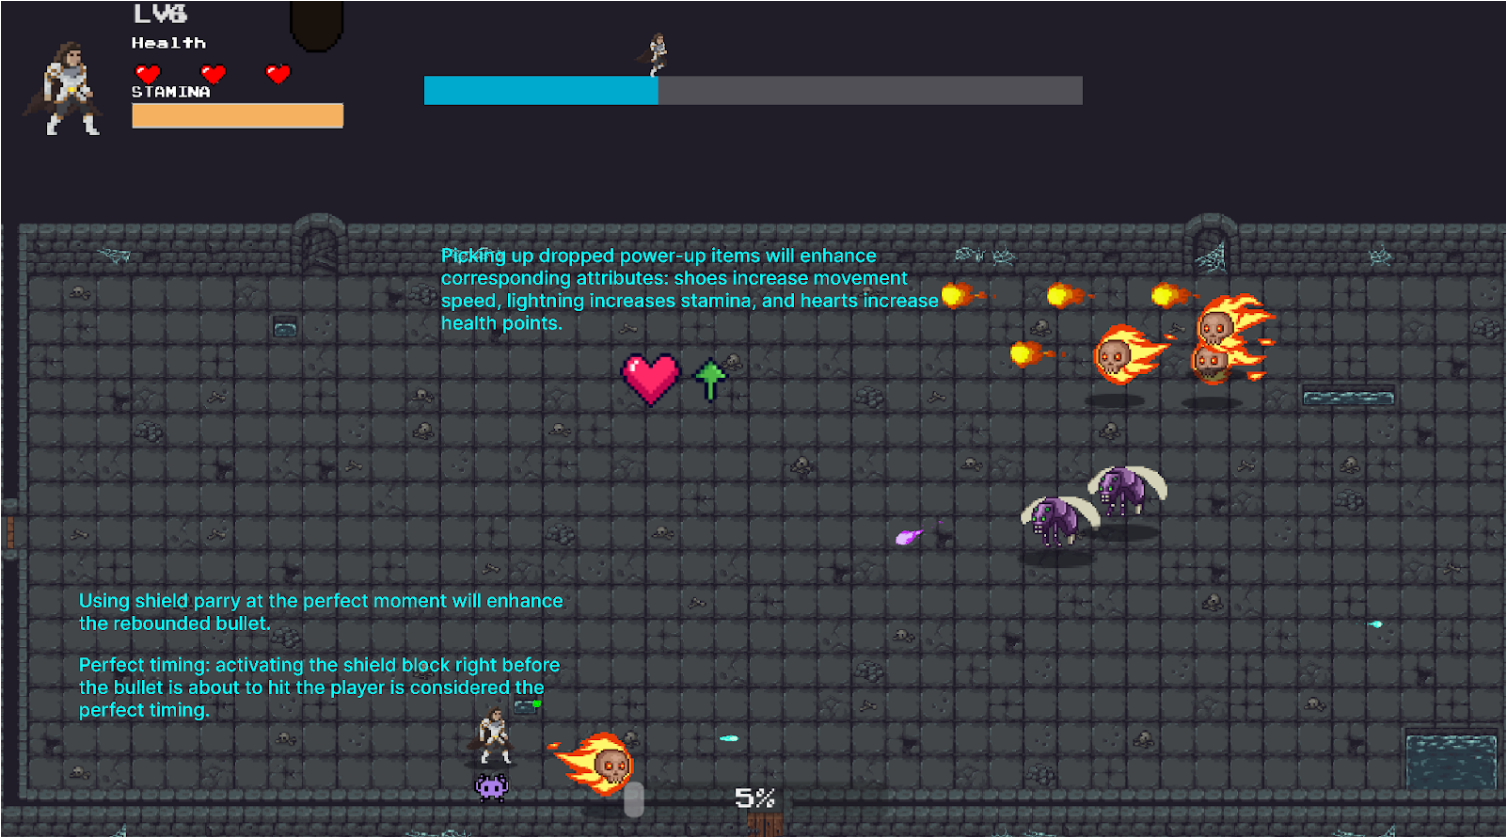 Health
STAMINA
Picking up dropped power-up items will enhance
corresponding attributes: shoes increase movement
speed, lightning increases stamina, and hearts increase
health points.
Using shield parry at the perfect moment will enhance
the rebounded bullet.
Perfect timing: activating the shield block right before
the bullet is about to hit the player is considered the
perfect timing.
5%